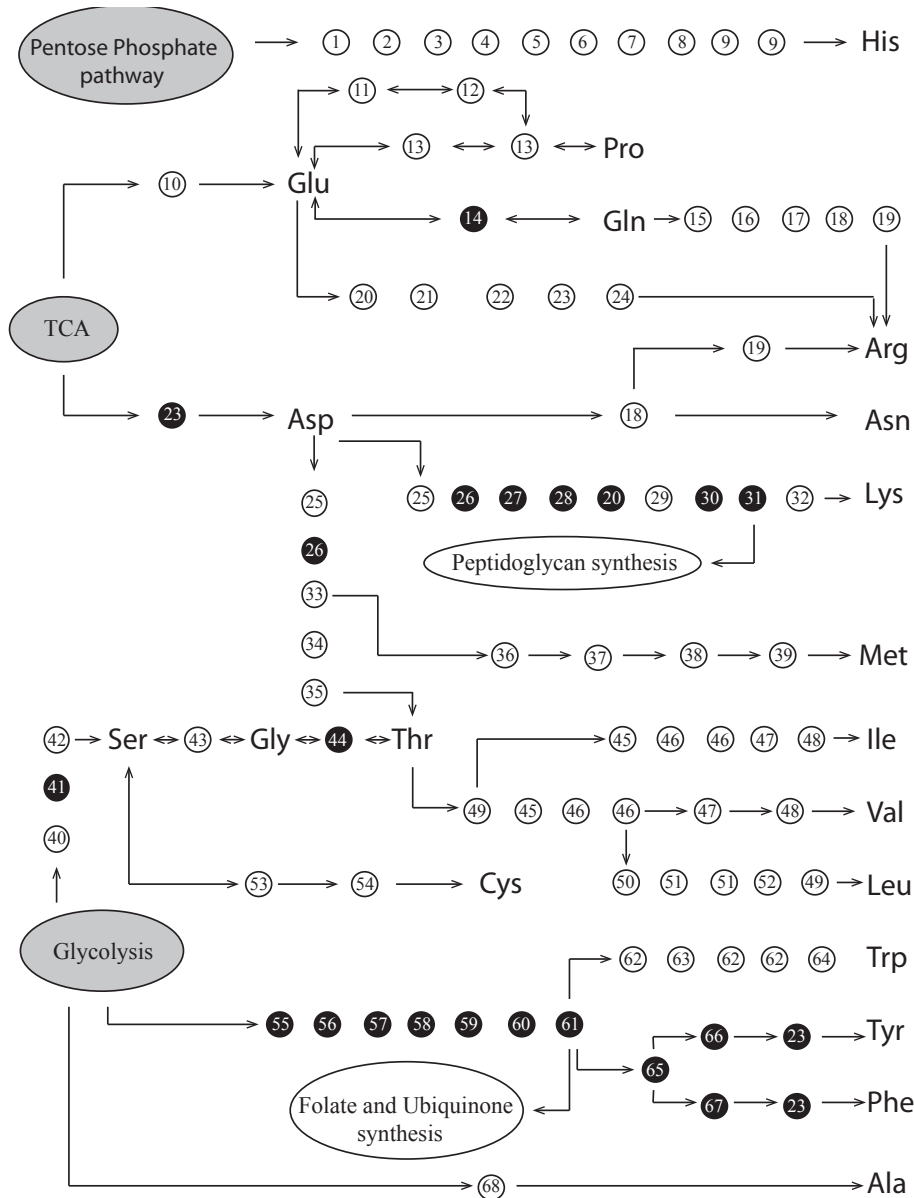 Pentose Phosphate
pathway
1 2 3 4 5 6 7 8 9 9 His
11 12
13 13 Pro
10 Glu
14 Gln 15 16 17 18 19
20 21 22 23 24
TCA
19 Arg
23 Asp 18 Asn
25 25 26 27 28 20 29 30 31 32 Lys
26
Peptidoglycan synthesis
33
34
36 37 38 39 Met
35
42 Ser 43 Gly 44 Thr 45 46 46 47 48 Ile
41
49 45 46 46 47 48 Val
40
53 54 Cys 50 51 51 52 49 Leu
Glycolysis
62 63 62 62 64 Trp
55 56 57 58 59 60 61
66 23 Tyr
65
67 23 Phe
Folate and Ubiquinone
synthesis
68 Ala